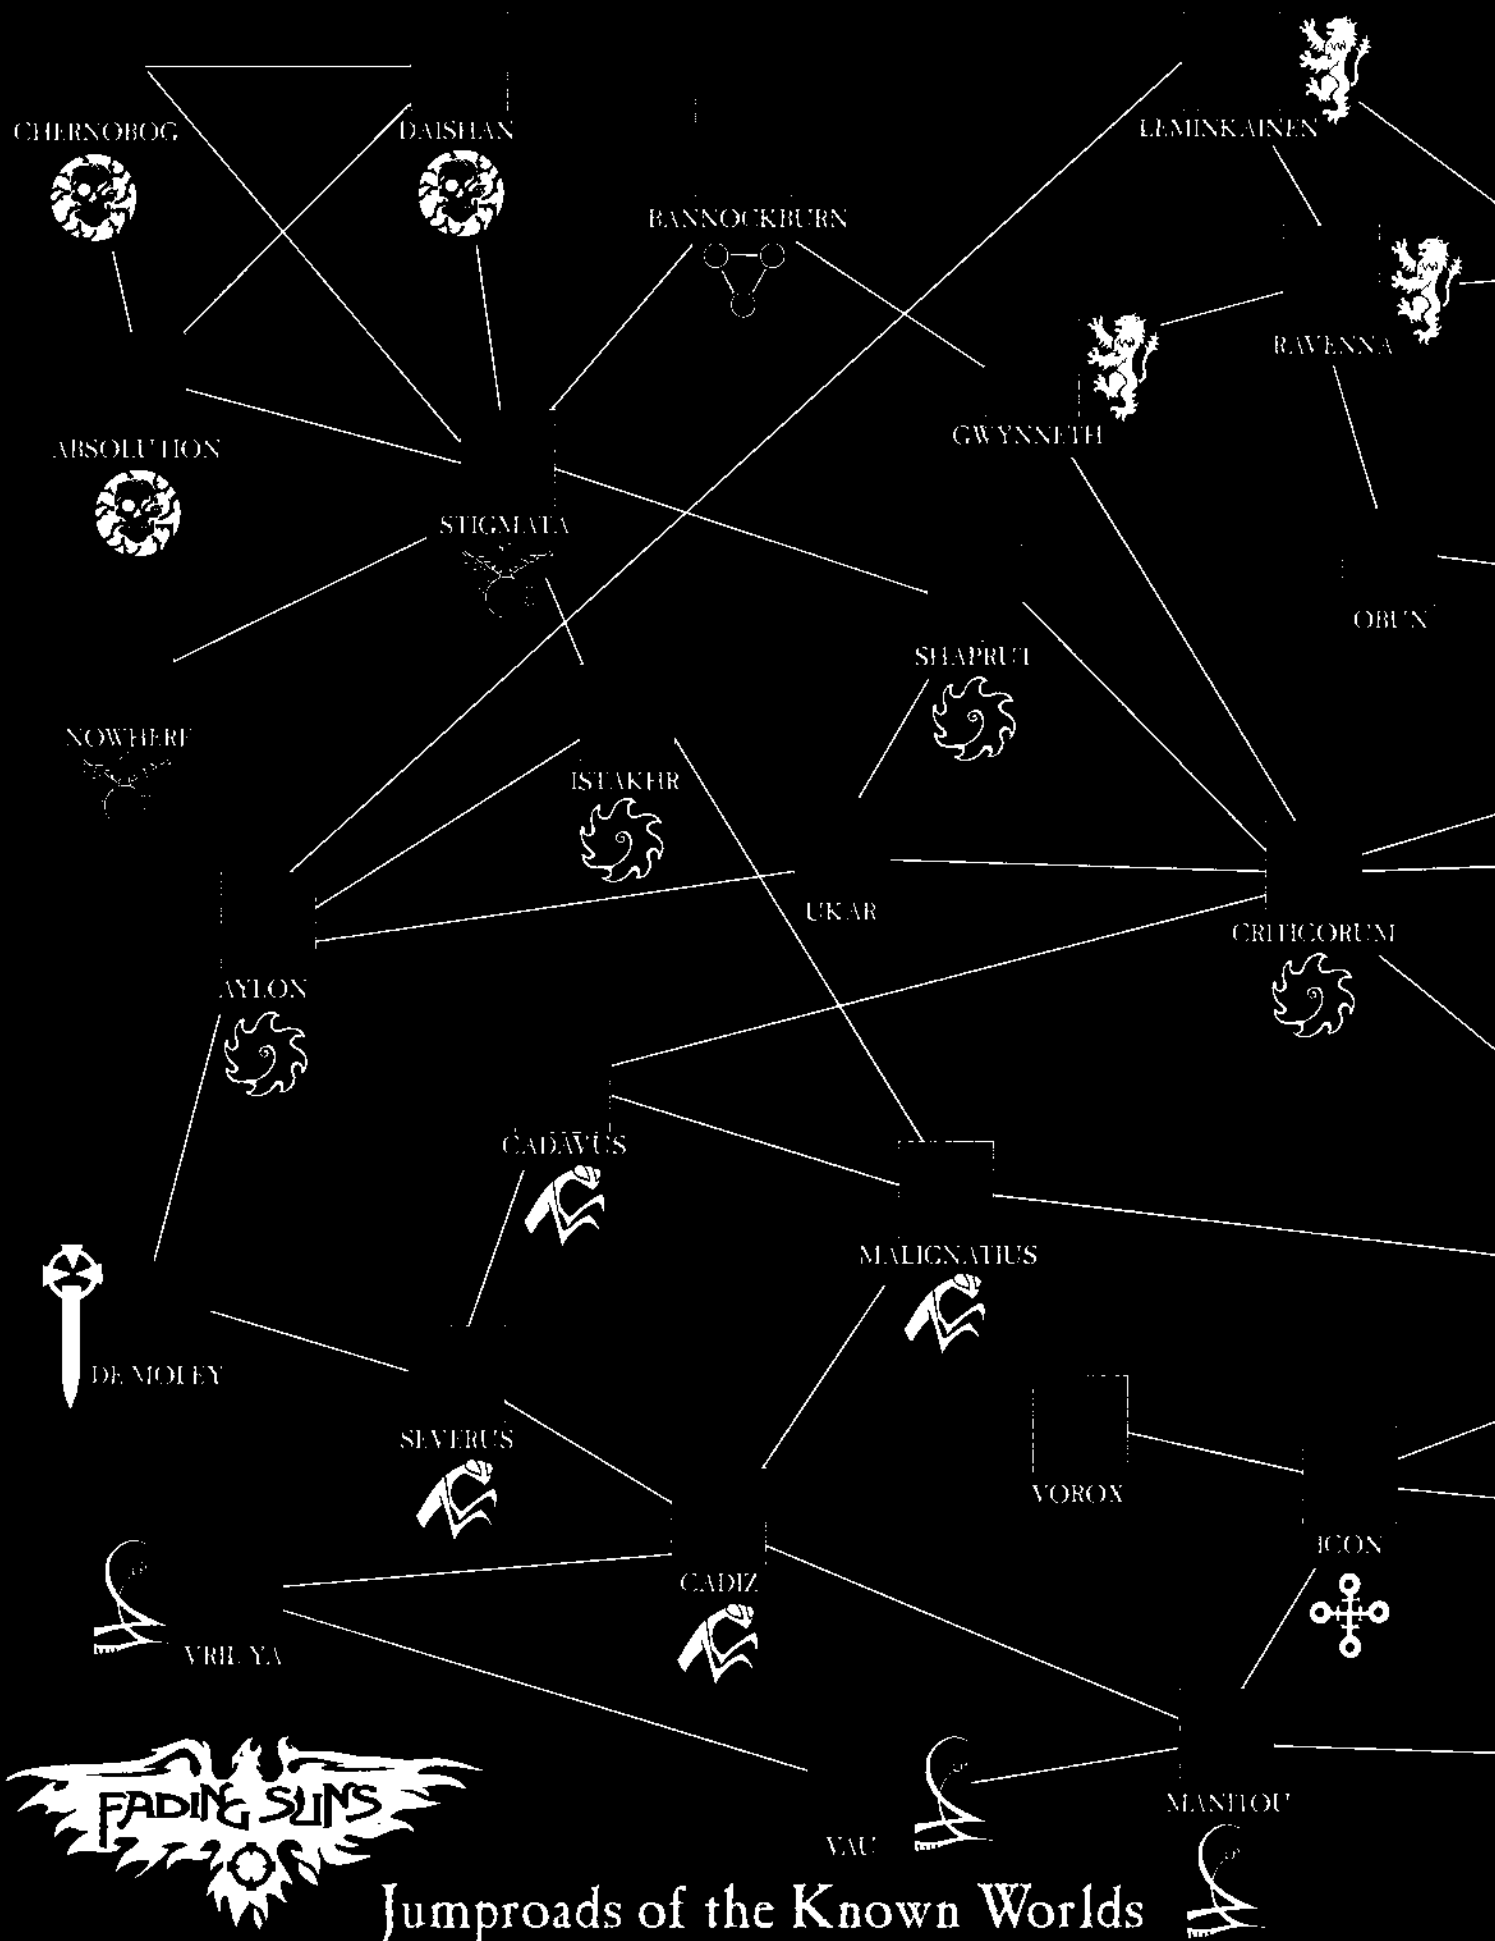 CHERNOBOG
DAISHAN
LEMINKAINEN
BANNOCKBURN
RAVENNA
GWYNNETH
ABSOLUTION
STIGMATA
OBUN
SHAPRUT
NOWHERE
ISTAKHR
UKAR
CRITICORUM
AYLON
CADAVUS
MALIGNATIUS
DE MOLEY
SEVERUS
VOROX
ICON
CADIZ
VRIL YA
FADING SUNS
MANITOU
VAU
Jumproads of the Known Worlds